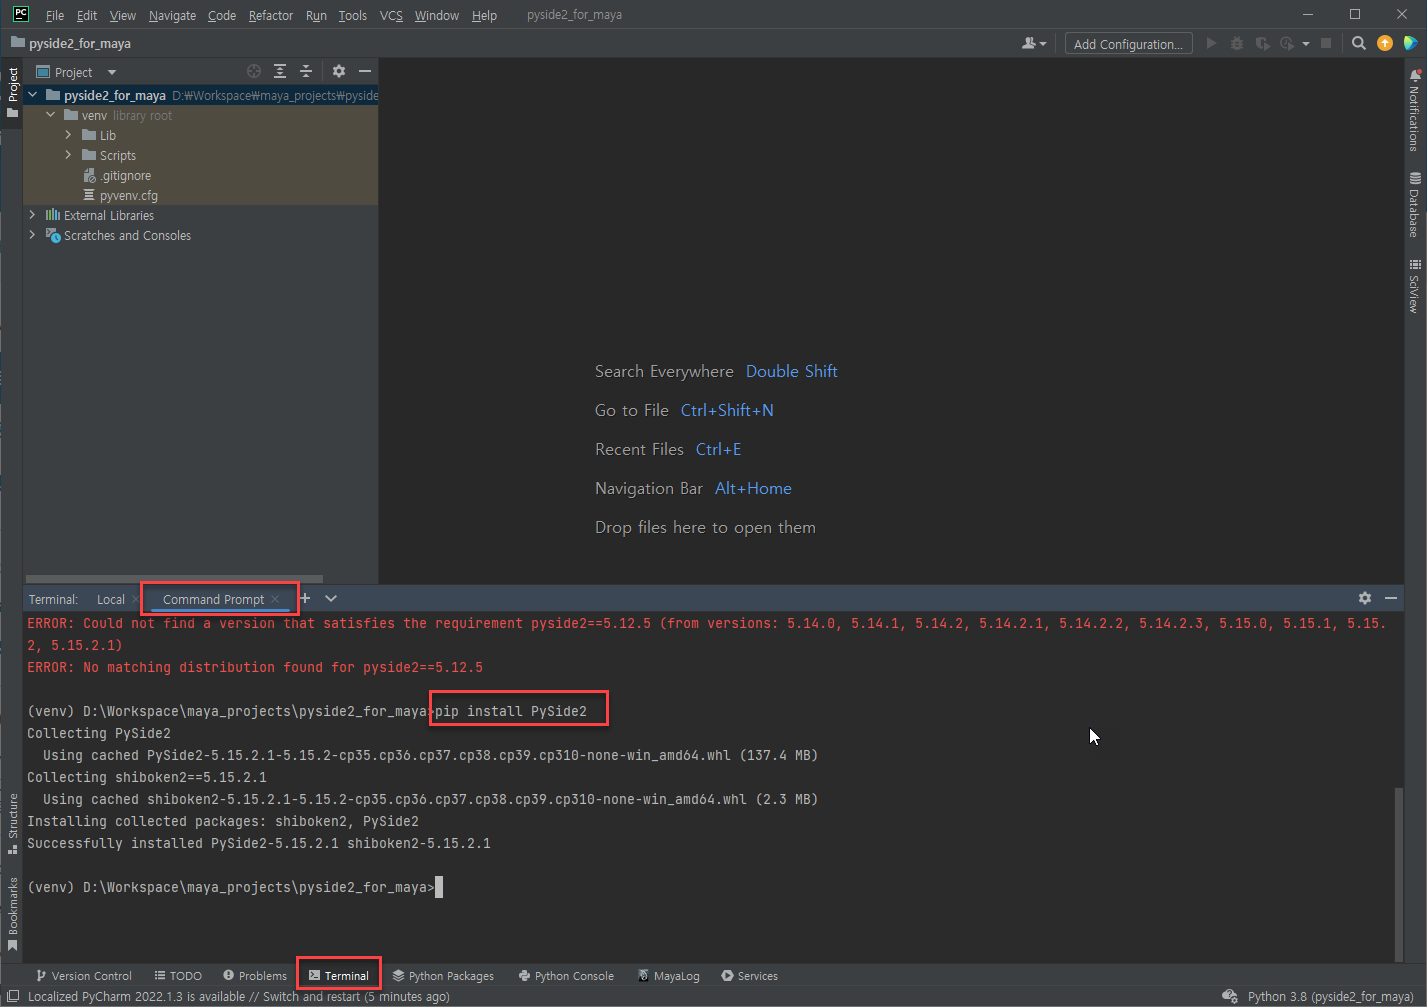 PC File Edit View Navigate Code Refactor Run Tools VCS Window Help pyside2_for_maya
pyside2_for_maya Add Configuration...
Project
Project
pyside2_for_maya D:₩Workspace₩maya_projects₩pyside
venv library root
Lib
Scripts
.gitignore
pyvenv.cfg
External Libraries
Scratches and Consoles
Notifications
Database
SciView
Search Everywhere Double Shift
Go to File Ctrl+Shift+N
Recent Files Ctrl+E
Navigation Bar Alt+Home
Drop files here to open them
Terminal: Local Command Prompt
ERROR: Could not find a version that satisfies the requirement pyside2==5.12.5 (from versions: 5.14.0, 5.14.1, 5.14.2, 5.14.2.1, 5.14.2.2, 5.14.2.3, 5.15.0, 5.15.1, 5.15.
2, 5.15.2.1)
ERROR: No matching distribution found for pyside2==5.12.5
(venv) D:\Workspace\maya_projects\pyside2_for_maya>pip install PySide2
Collecting PySide2
Using cached PySide2-5.15.2.1-5.15.2-cp35.cp36.cp37.cp38.cp39.cp310-none-win_amd64.whl (137.4 MB)
Collecting shiboken2==5.15.2.1
Using cached shiboken2-5.15.2.1-5.15.2-cp35.cp36.cp37.cp38.cp39.cp310-none-win_amd64.whl (2.3 MB)
Installing collected packages: shiboken2, PySide2
Successfully installed PySide2-5.15.2.1 shiboken2-5.15.2.1
(venv) D:\Workspace\maya_projects\pyside2_for_maya>
Structure
Bookmarks
Version Control TODO Problems Terminal Python Packages Python Console MayaLog Services
Localized PyCharm 2022.1.3 is available // Switch and restart (5 minutes ago) Python 3.8 (pyside2_for_maya)